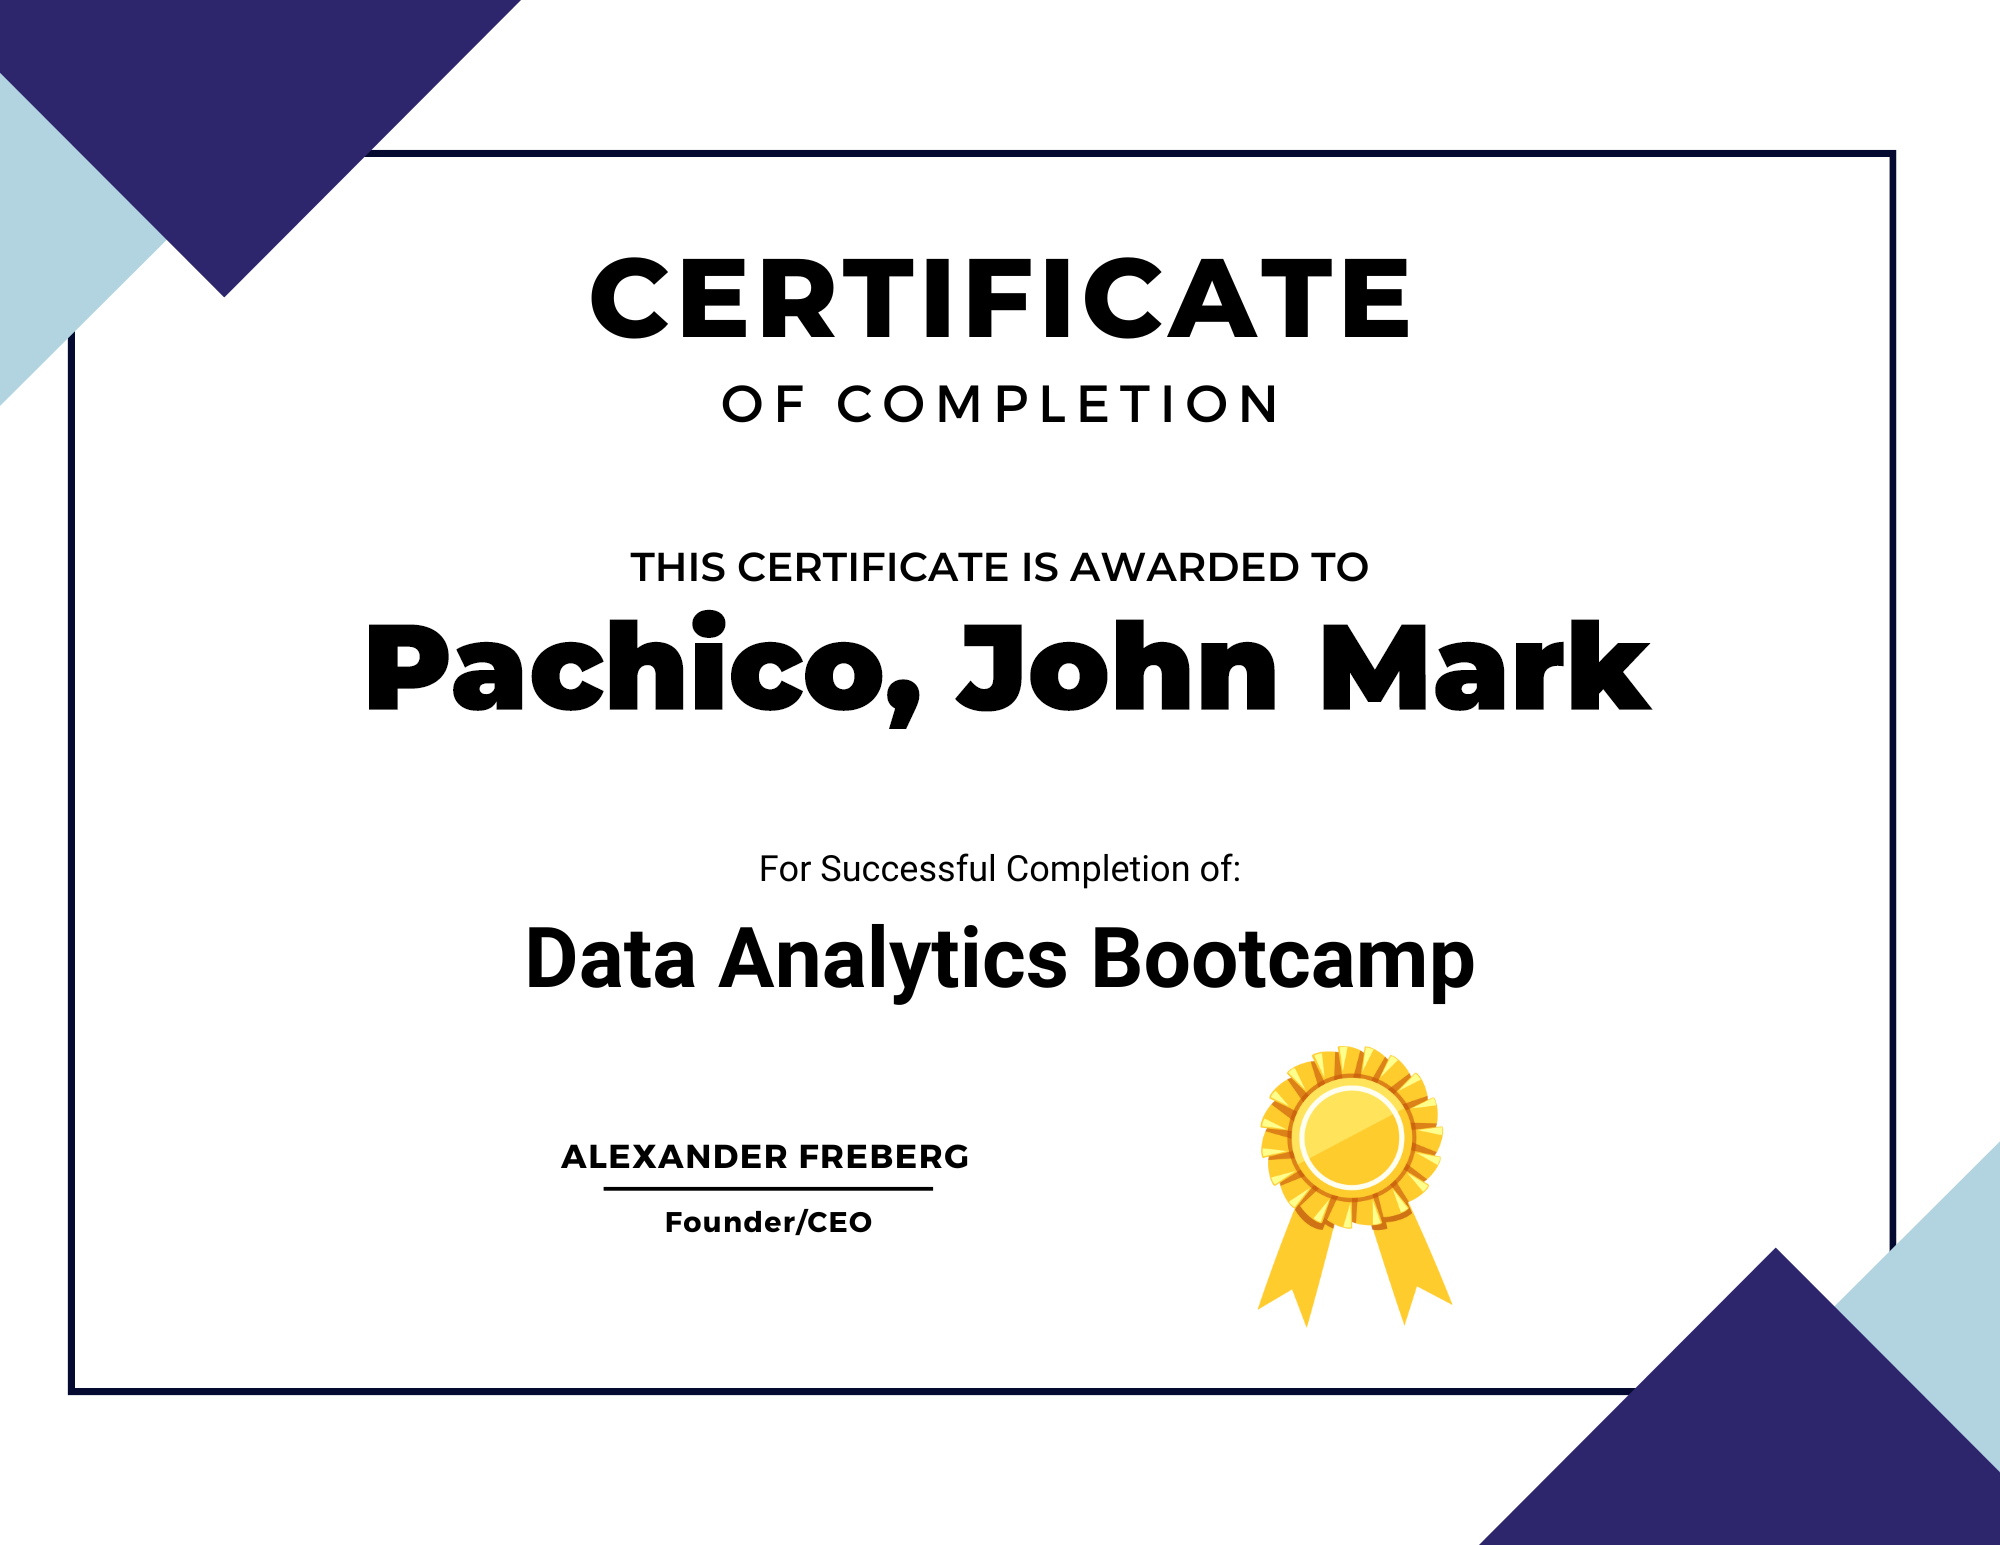 CERTIFICATE
OF COMPLETION
THIS CERTIFICATE IS AWARDED TO
Pachico, John Mark
For Successful Completion of:
Data Analytics Bootcamp
ALEXANDER FREBERG
Founder/CEO